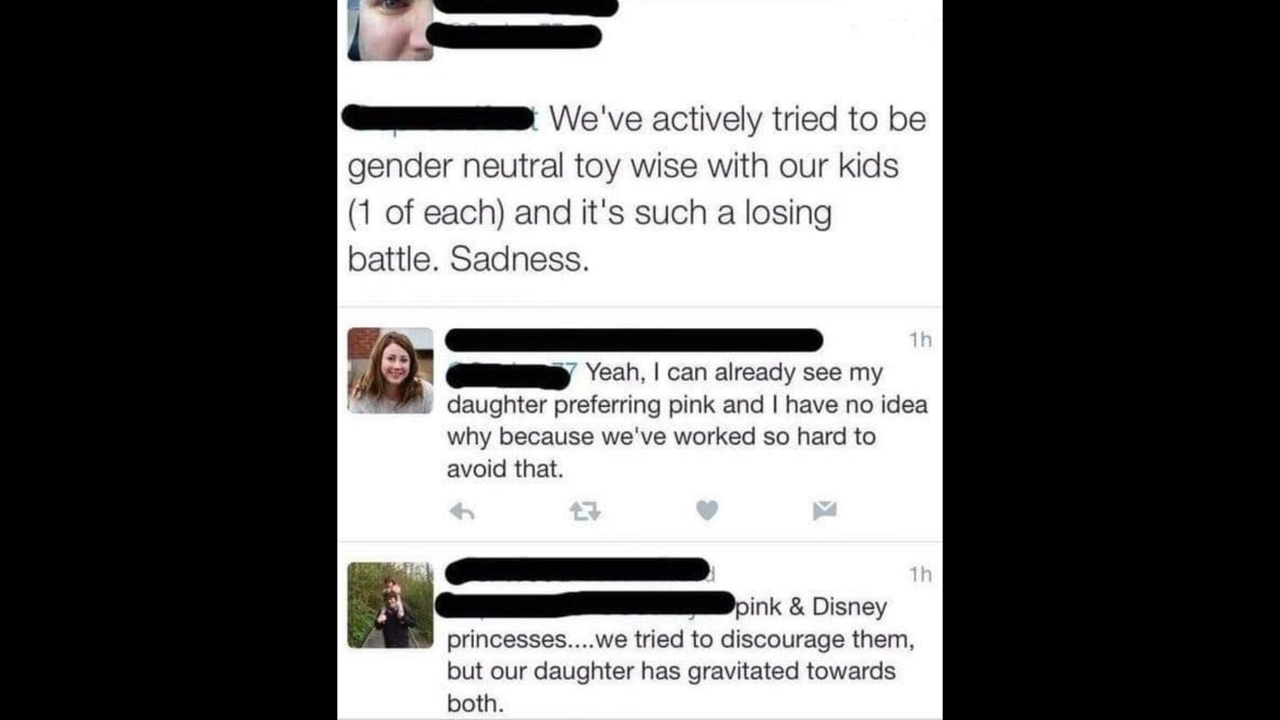 We've actively tried to be
gender neutral toy wise with our kids
(1 of each) and it's such a losing
battle. Sadness.
1h
Yeah, I can already see my
daughter preferring pink and I have no idea
why because we've worked so hard to
avoid that.
1h
pink & Disney
princesses....we tried to discourage them,
but our daughter has gravitated towards
both.